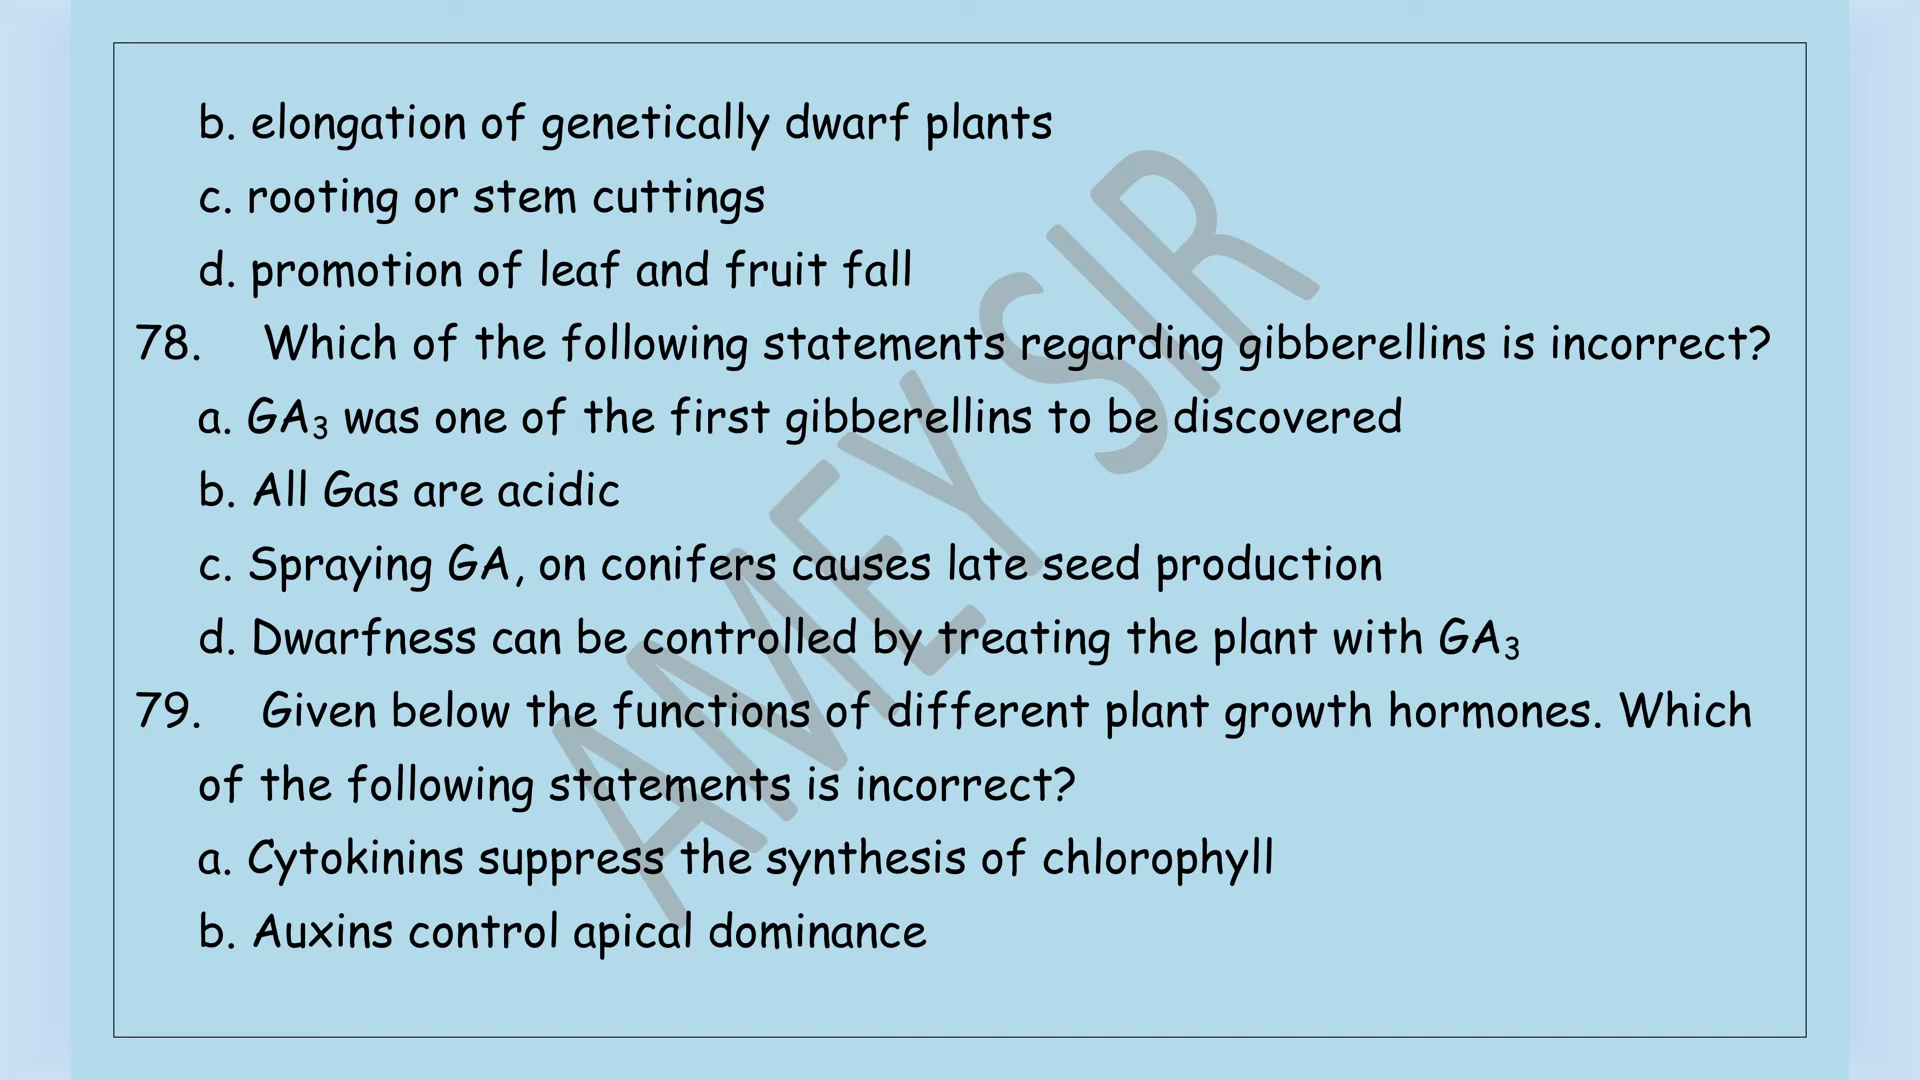 b. elongation of genetically dwarf plants
c. rooting or stem cuttings
d. promotion of leaf and fruit fall
78. Which of the following statements regarding gibberellins is incorrect?
a. GA₃ was one of the first gibberellins to be discovered
b. All Gas are acidic
c. Spraying GA, on conifers causes late seed production
d. Dwarfness can be controlled by treating the plant with GA₃
79. Given below the functions of different plant growth hormones. Which
of the following statements is incorrect?
a. Cytokinins suppress the synthesis of chlorophyll
b. Auxins control apical dominance
AMEY SIR